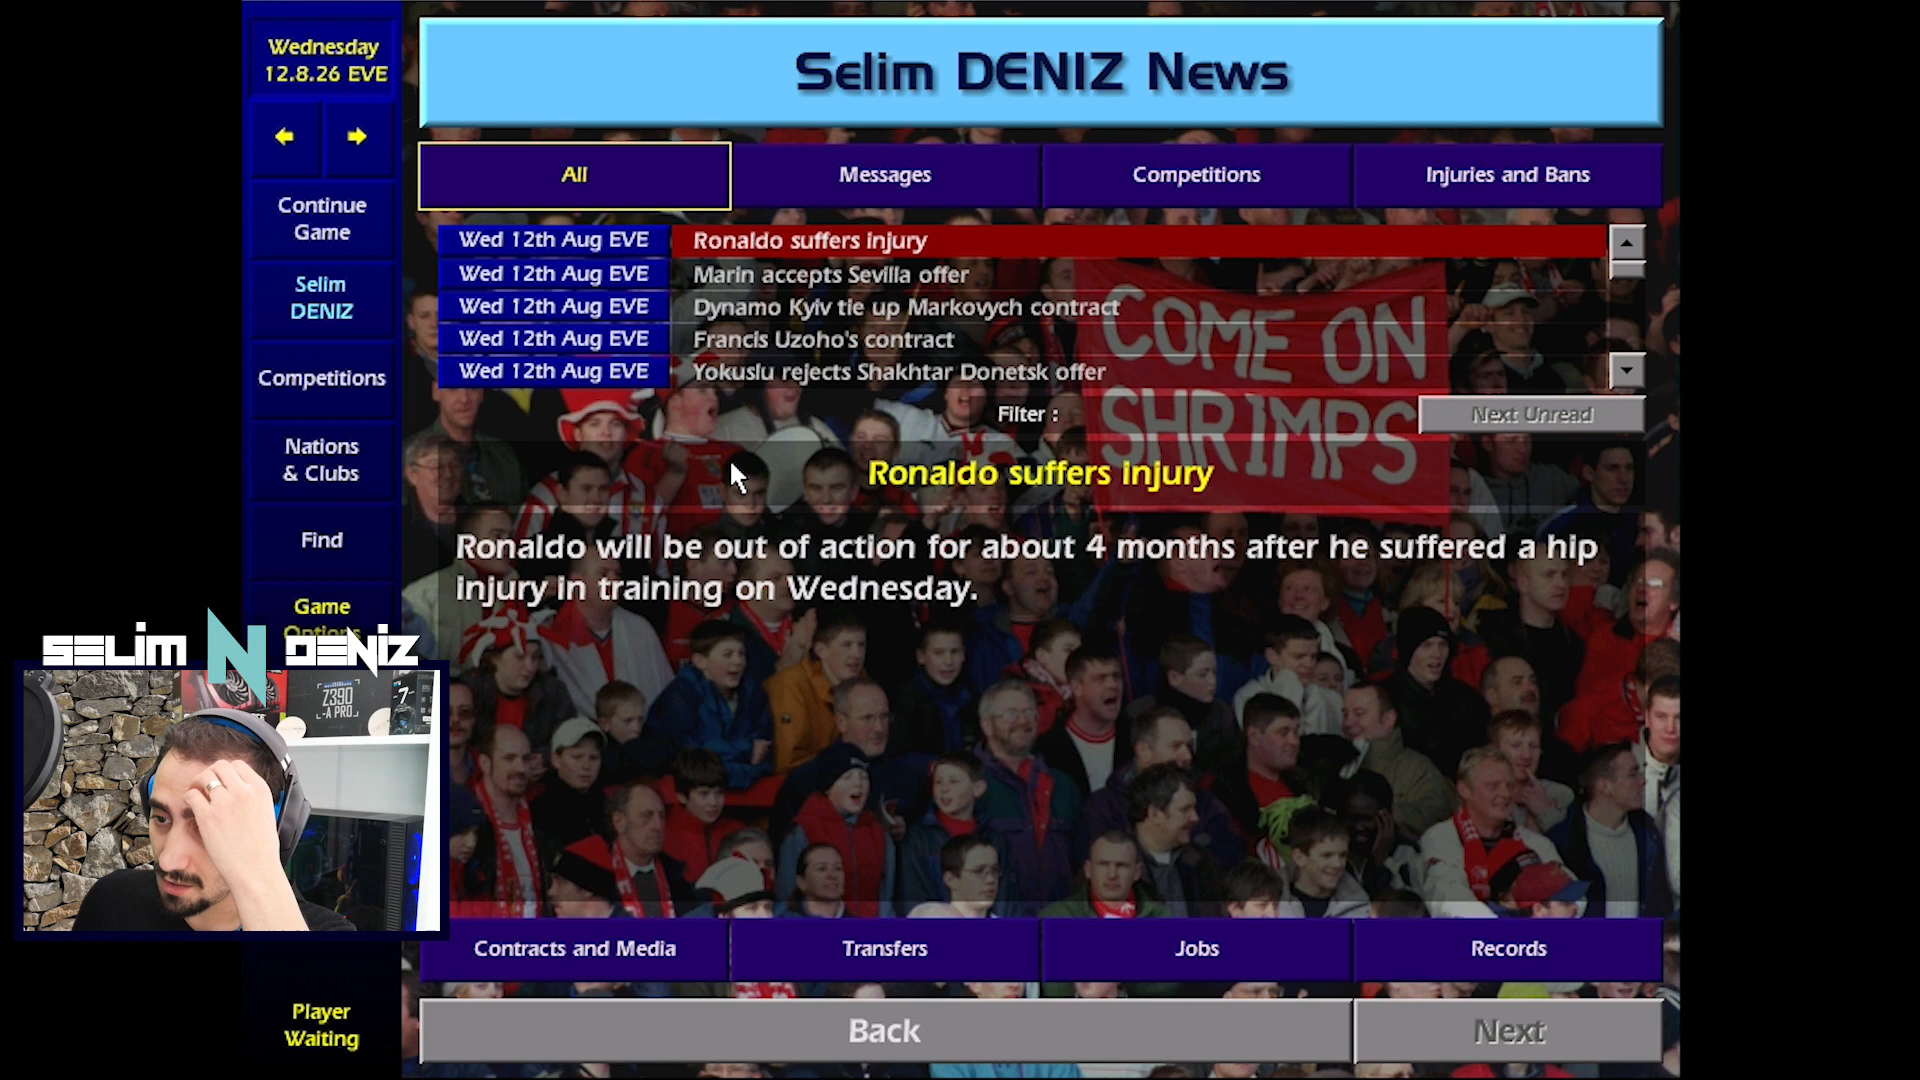 Wednesday
12.8.26 EVE
Continue
Game
Selim
DENIZ
Competitions
Nations
& Clubs
Find
Game
Options
Selim DENIZ News
All
Messages
Competitions
Injuries and Bans
Wed 12th Aug EVE Ronaldo suffers injury
Wed 12th Aug EVE Marin accepts Sevilla offer
Wed 12th Aug EVE Dynamo Kyiv tie up Markovych contract
Wed 12th Aug EVE Francis Uzoho's contract
Wed 12th Aug EVE Yokuslu rejects Shakhtar Donetsk offer
COME ON
SHRIMPS
Filter :
Next Unread
Ronaldo suffers injury
Ronaldo will be out of action for about 4 months after he suffered a hip
injury in training on Wednesday.
SELIM N DENIZ
Z390
-A PRO
7
Contracts and Media
Transfers
Jobs
Records
Player
Waiting
Back
Next